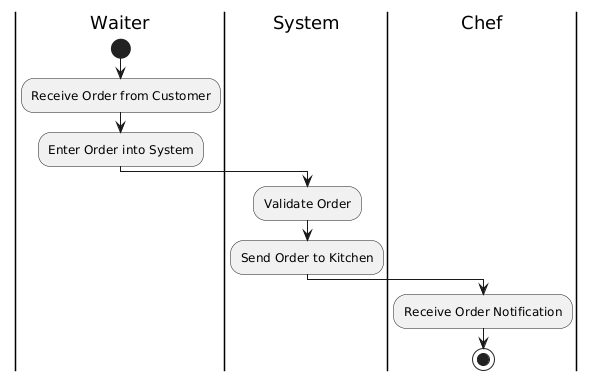 Waiter
System
Chef
Receive Order from Customer
Enter Order into System
Validate Order
Send Order to Kitchen
Receive Order Notification